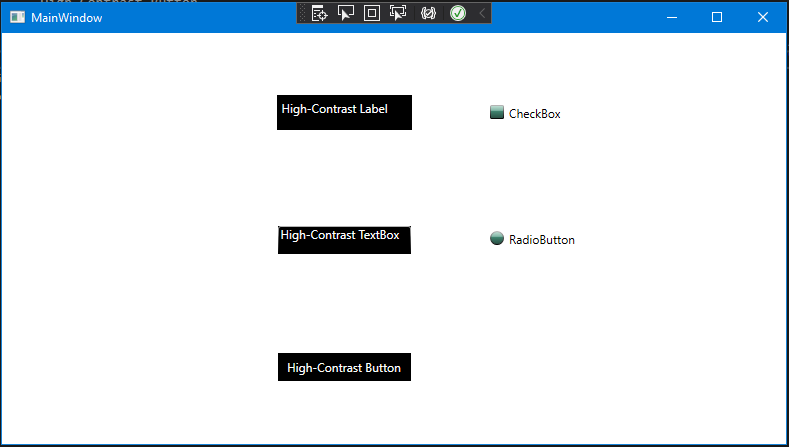 MainWindow
High-Contrast Label
CheckBox
High-Contrast TextBox
RadioButton
High-Contrast Button